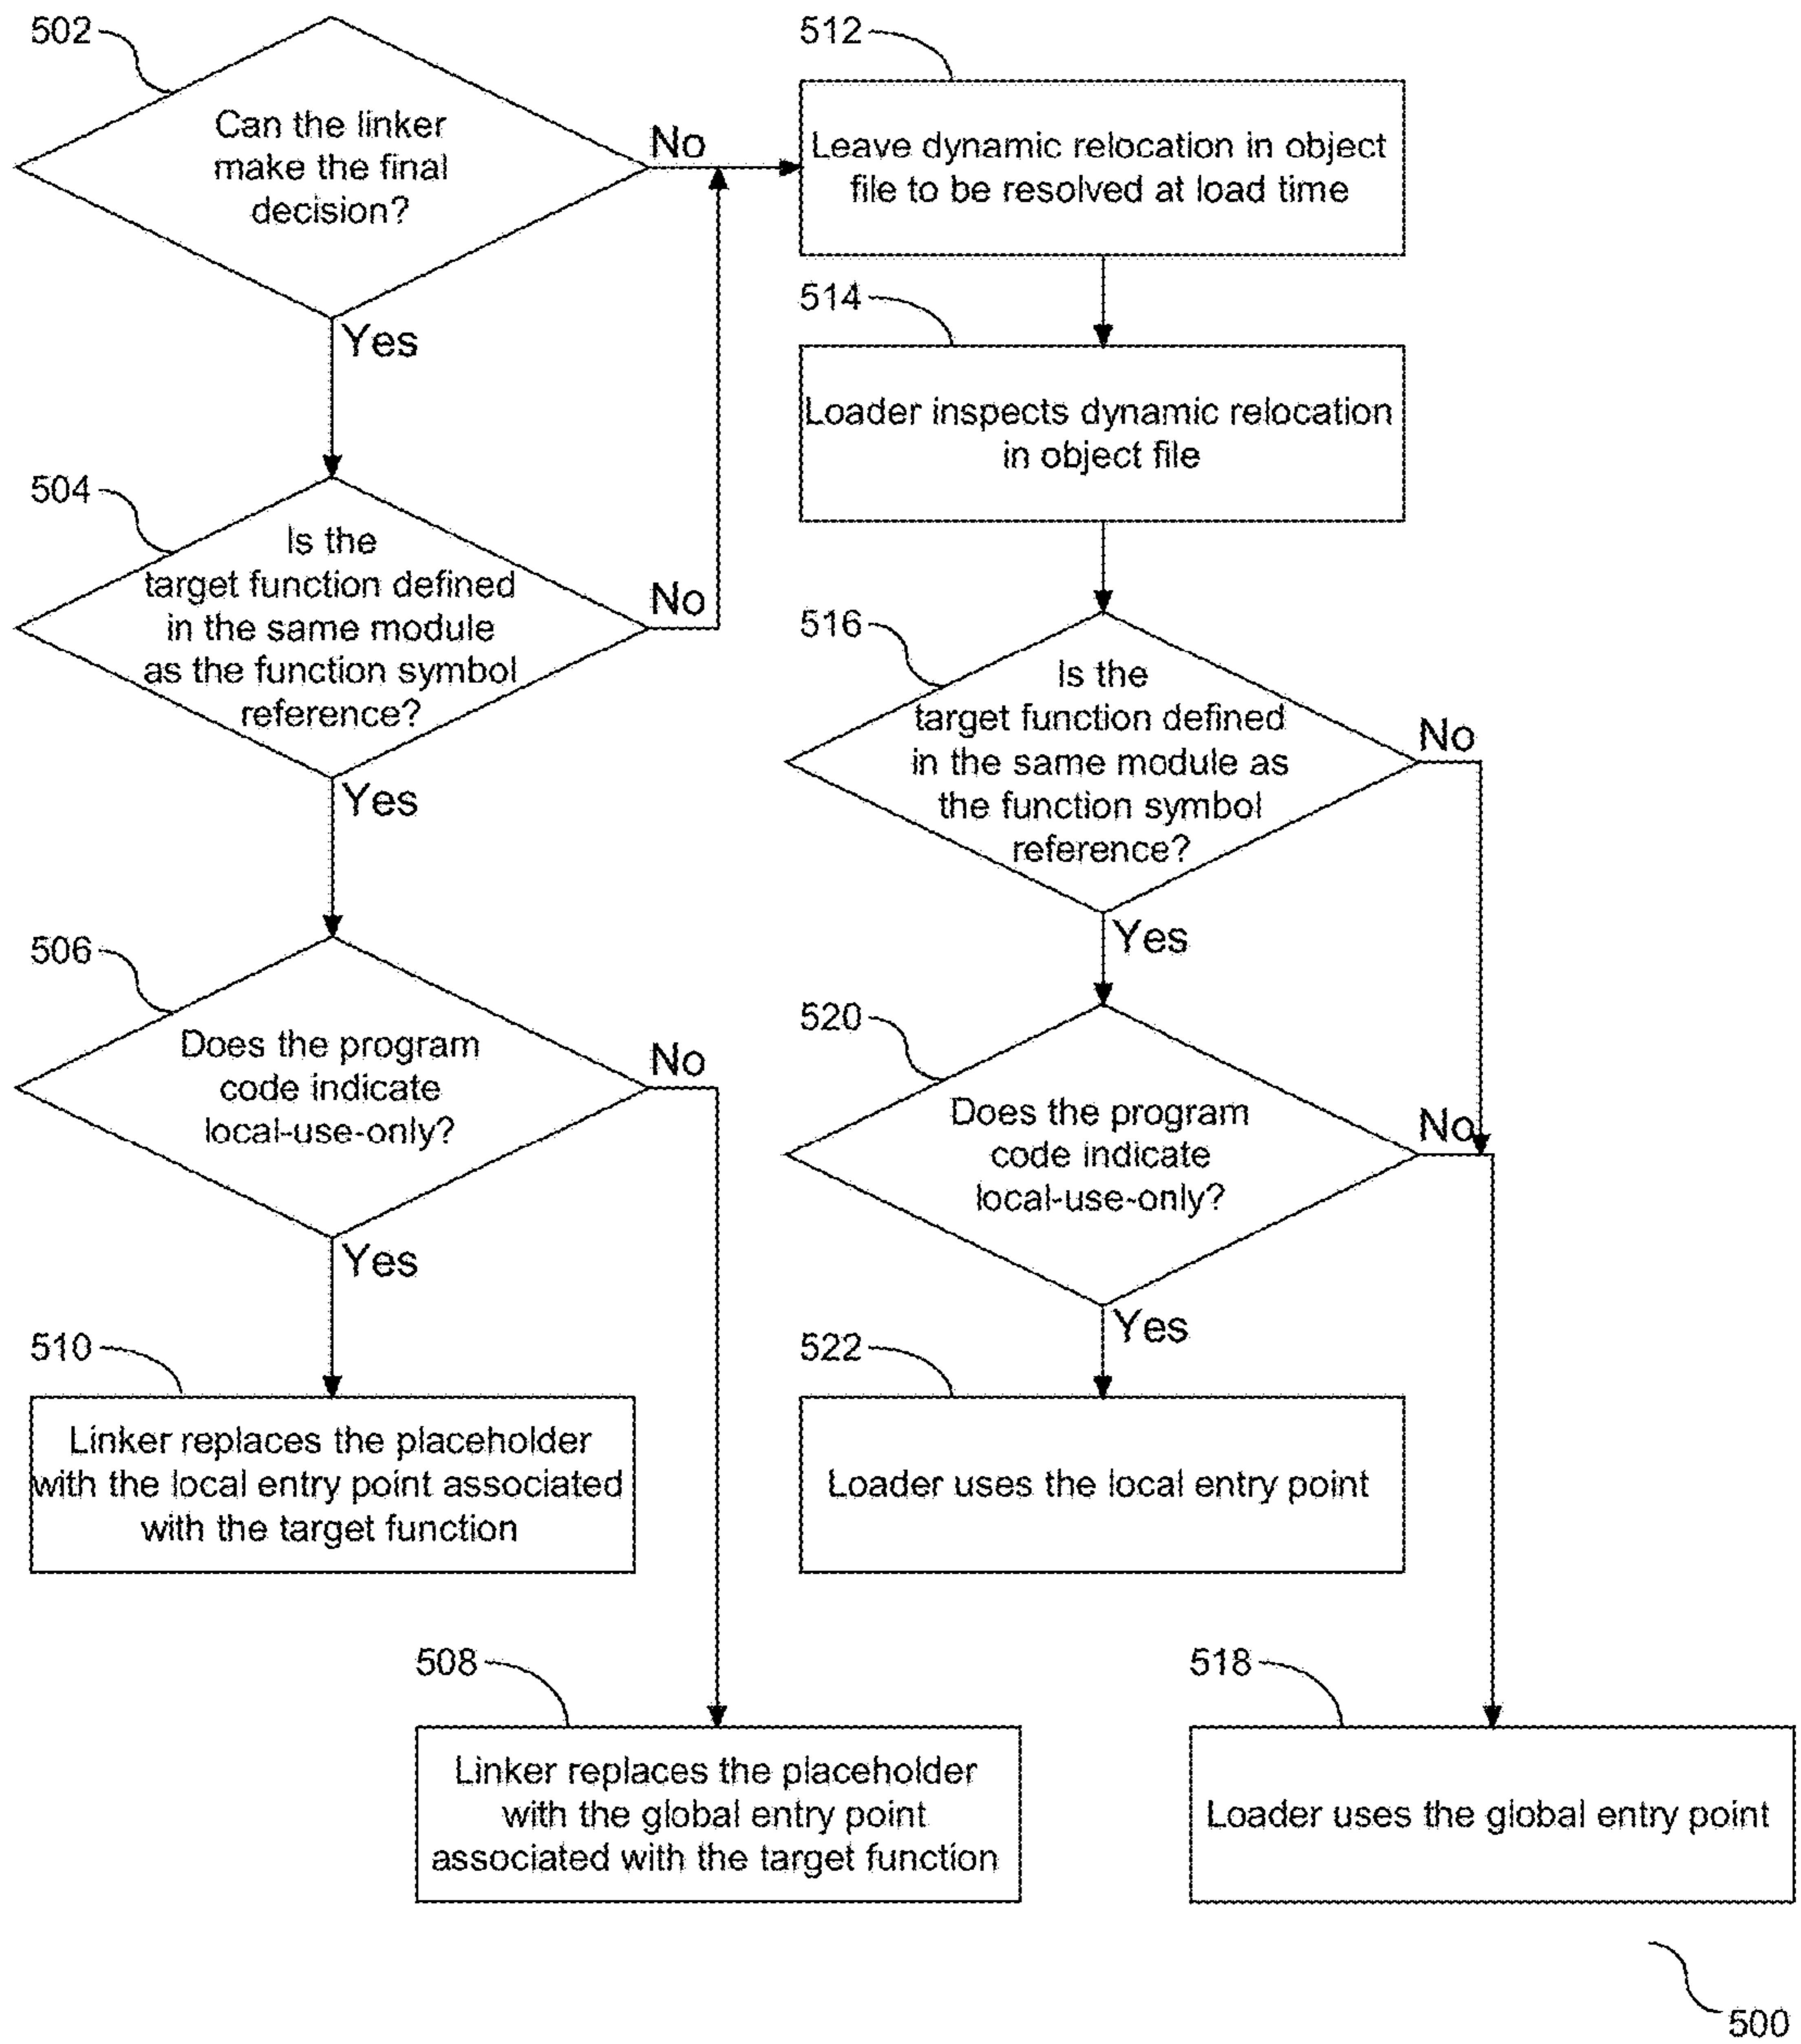 502
Can the linker
make the final
decision?
No
Yes
504
Is the
target function defined
in the same module
as the function symbol
reference?
No
Yes
506
Does the program
code indicate
local-use-only?
No
Yes
510
Linker replaces the placeholder
with the local entry point associated
with the target function
508
Linker replaces the placeholder
with the global entry point
associated with the target function
512
Leave dynamic relocation in object
file to be resolved at load time
514
Loader inspects dynamic relocation
in object file
516
Is the
target function defined
in the same module as
the function symbol
reference?
No
Yes
520
Does the program
code indicate
local-use-only?
No
Yes
522
Loader uses the local entry point
518
Loader uses the global entry point
500